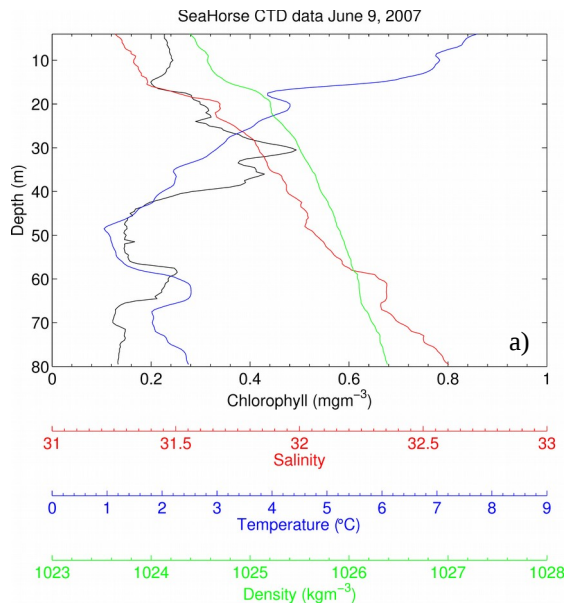 SeaHorse CTD data June 9, 2007
10
20
30
40
50
60
70
80
Depth (m)
a)
0 0.2 0.4 0.6 0.8 1
Chlorophyll (mgm⁻³)
31 31.5 32 32.5 33
Salinity
0 1 2 3 4 5 6 7 8 9
Temperature (°C)
1023 1024 1025 1026 1027 1028
Density (kgm⁻³)